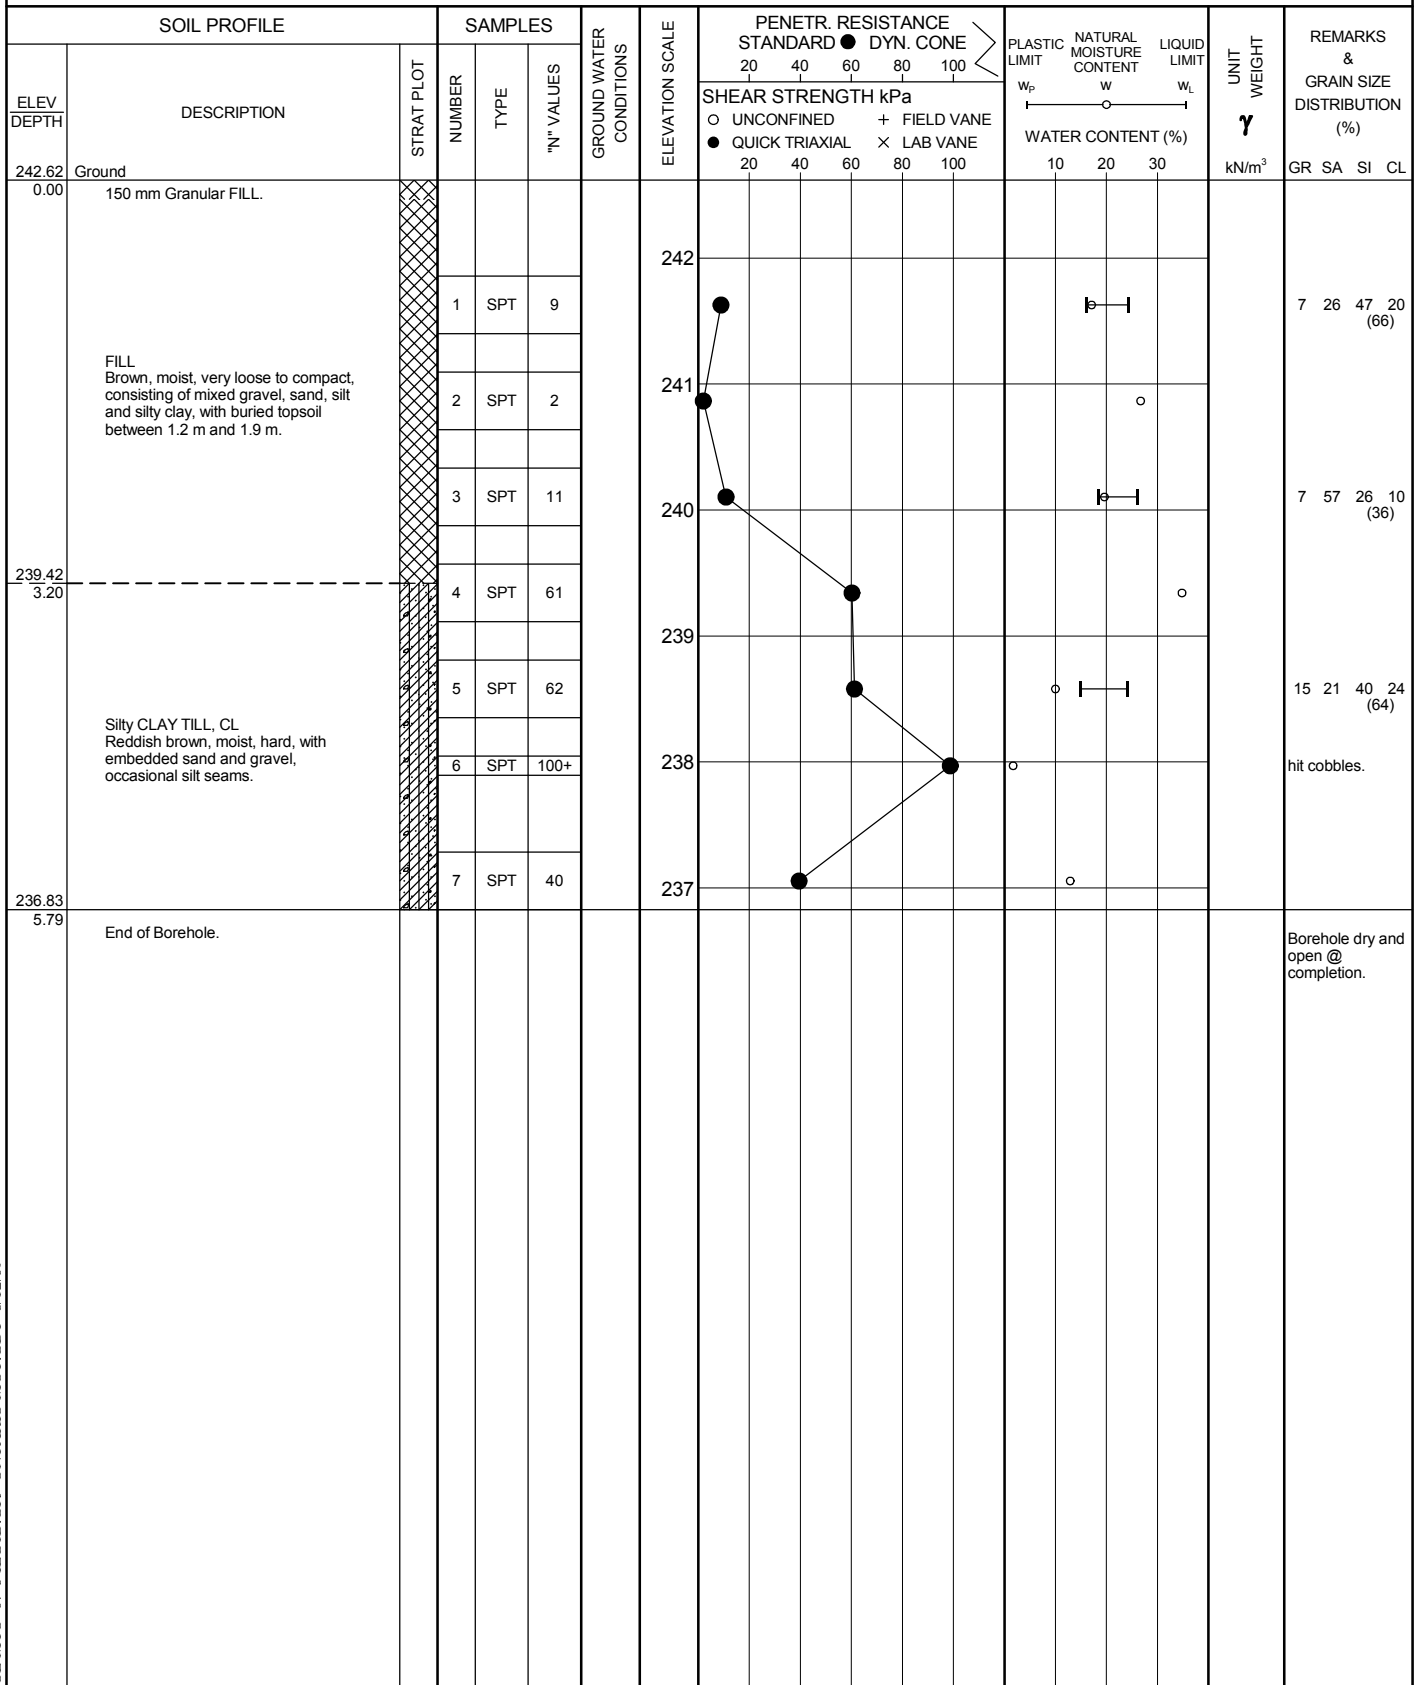 SOIL PROFILE
SAMPLES
GROUND WATER
CONDITIONS
ELEVATION SCALE
PENETR. RESISTANCE
STANDARD ● DYN. CONE
20 40 60 80 100
SHEAR STRENGTH kPa
○ UNCONFINED + FIELD VANE
● QUICK TRIAXIAL × LAB VANE
20 40 60 80 100
PLASTIC
LIMIT
NATURAL
MOISTURE
CONTENT
LIQUID
LIMIT
WP W WL
WATER CONTENT (%)
10 20 30
UNIT
WEIGHT
γ
kN/m³
REMARKS
&
GRAIN SIZE
DISTRIBUTION
(%)
GR SA SI CL
ELEV
DEPTH
DESCRIPTION
STRAT PLOT
NUMBER
TYPE
"N" VALUES
242.62 Ground
0.00
150 mm Granular FILL.
242
1 SPT 9
7 26 47 20
(66)
FILL
Brown, moist, very loose to compact,
consisting of mixed gravel, sand, silt
and silty clay, with buried topsoil
between 1.2 m and 1.9 m.
241
2 SPT 2
3 SPT 11
7 57 26 10
(36)
240
239.42
3.20
4 SPT 61
239
5 SPT 62
15 21 40 24
(64)
Silty CLAY TILL, CL
Reddish brown, moist, hard, with
embedded sand and gravel,
occasional silt seams.
6 SPT 100+
238
hit cobbles.
7 SPT 40
237
236.83
5.79
End of Borehole.
Borehole dry and
open @
completion.